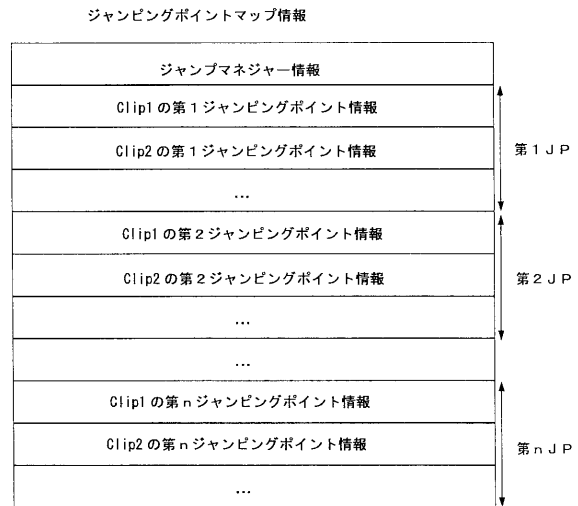 ジャンピングポイントマップ情報
ジャンプマネジャー情報
Clip1の第1ジャンピングポイント情報
Clip2の第1ジャンピングポイント情報
...
第1JP
Clip1の第2ジャンピングポイント情報
Clip2の第2ジャンピングポイント情報
...
第2JP
...
Clip1の第nジャンピングポイント情報
Clip2の第nジャンピングポイント情報
...
第nJP